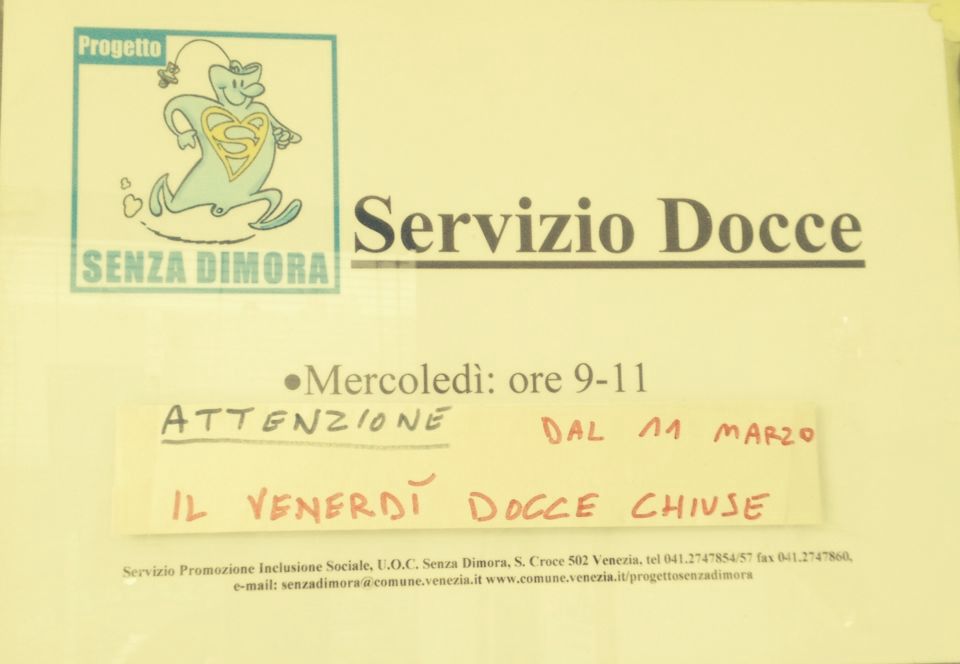 Progetto
S
SENZA DIMORA
Servizio Docce
•Mercoledì: ore 9-11
ATTENZIONE DAL 11 MARZO
IL VENERDÌ DOCCE CHIUSE
Servizio Promozione Inclusione Sociale, U.O.C. Senza Dimora, S. Croce 502 Venezia, tel 041.2747854/57 fax 041.2747860,
e-mail: senzadimora@comune.venezia.it www.comune.venezia.it/progettosenzadimora